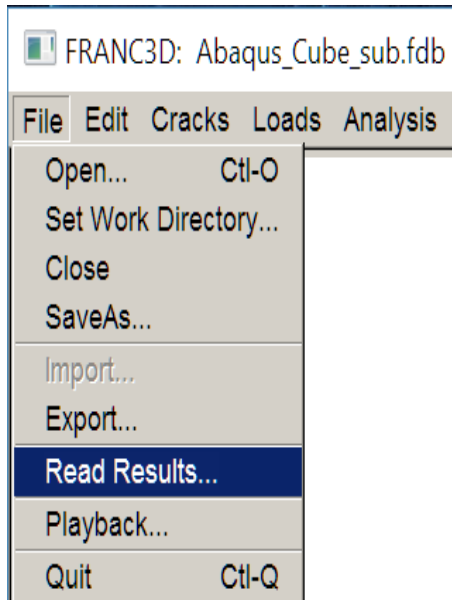 FRANC3D: Abaqus_Cube_sub.fdb
File Edit Cracks Loads Analysis
Open... Ctl-O
Set Work Directory...
Close
SaveAs...
Import...
Export...
Read Results...
Playback...
Quit Ctl-Q